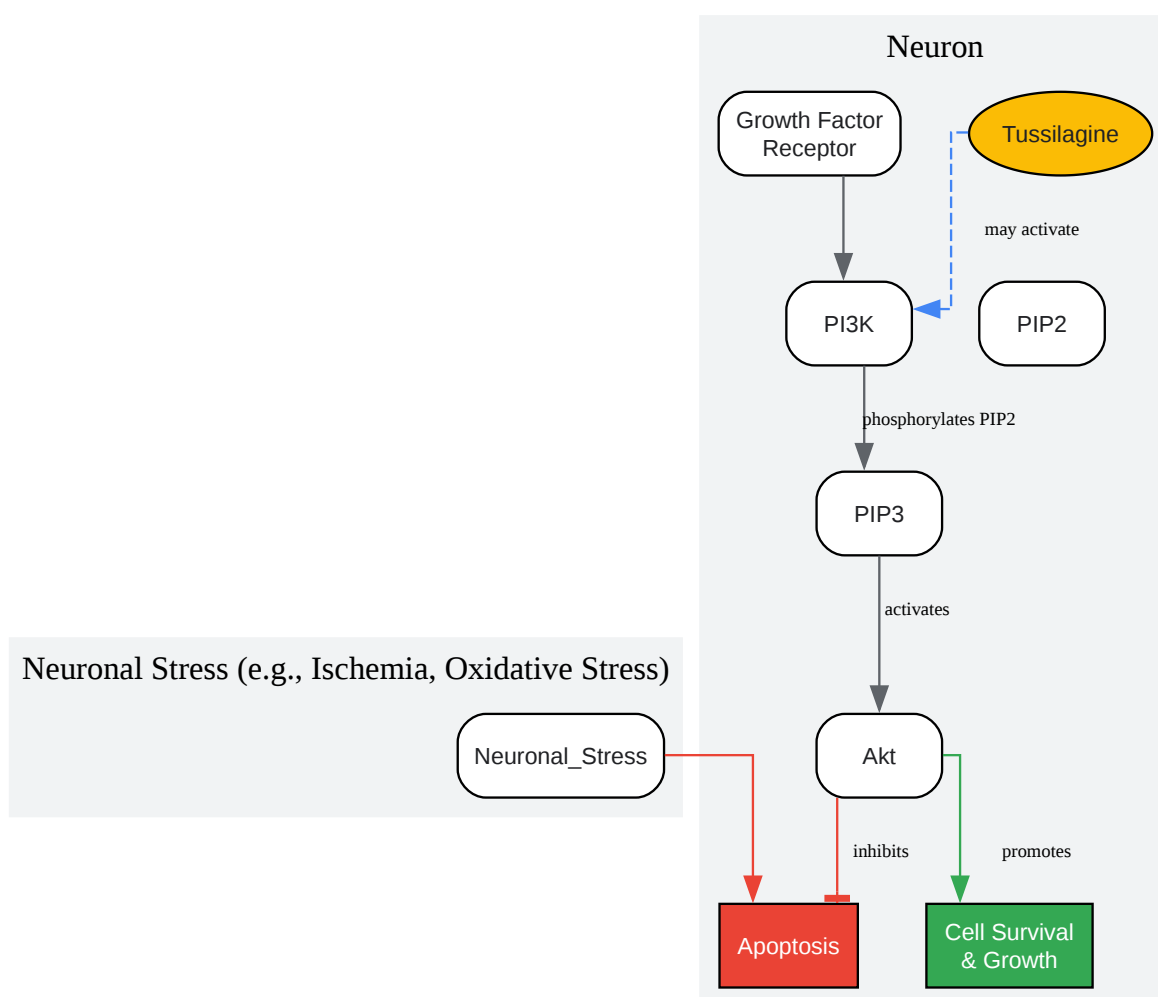 Neuron
Growth Factor
Receptor
Tussilagine
may activate
PI3K
PIP2
phosphorylates PIP2
PIP3
activates
Neuronal Stress (e.g., Ischemia, Oxidative Stress)
Neuronal_Stress
Akt
inhibits
promotes
Apoptosis
Cell Survival
& Growth